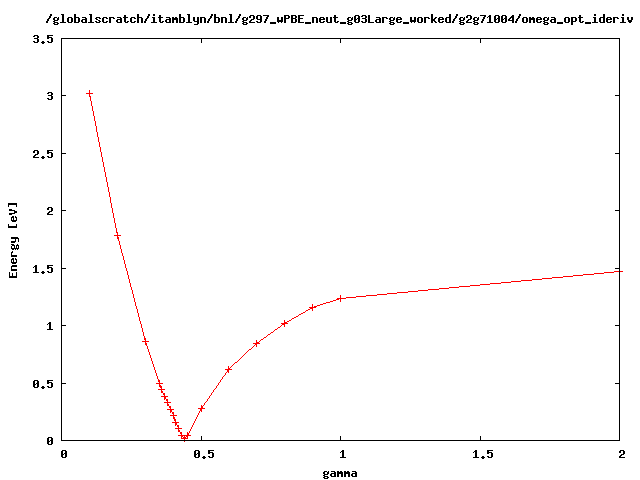 /globalscratch/itamblyn/bnl/g297_wPBE_neut_g03Large_worked/g2g71004/omega_opt_ideriv
3.5
3
2.5
2
1.5
1
0.5
0
Energy [eV]
0 0.5 1 1.5 2
gamma